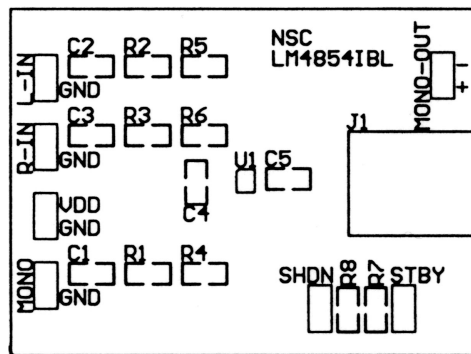 C2 R2 R5
NSC
LM4854IBL
L-IN
GND
MONO-OUT
-
+
C3 R3 R6
R-IN
GND
J1
U1 C5
VDD
GND
C4
C1 R1 R4
MONO
GND
SHDN R8 R7 STBY